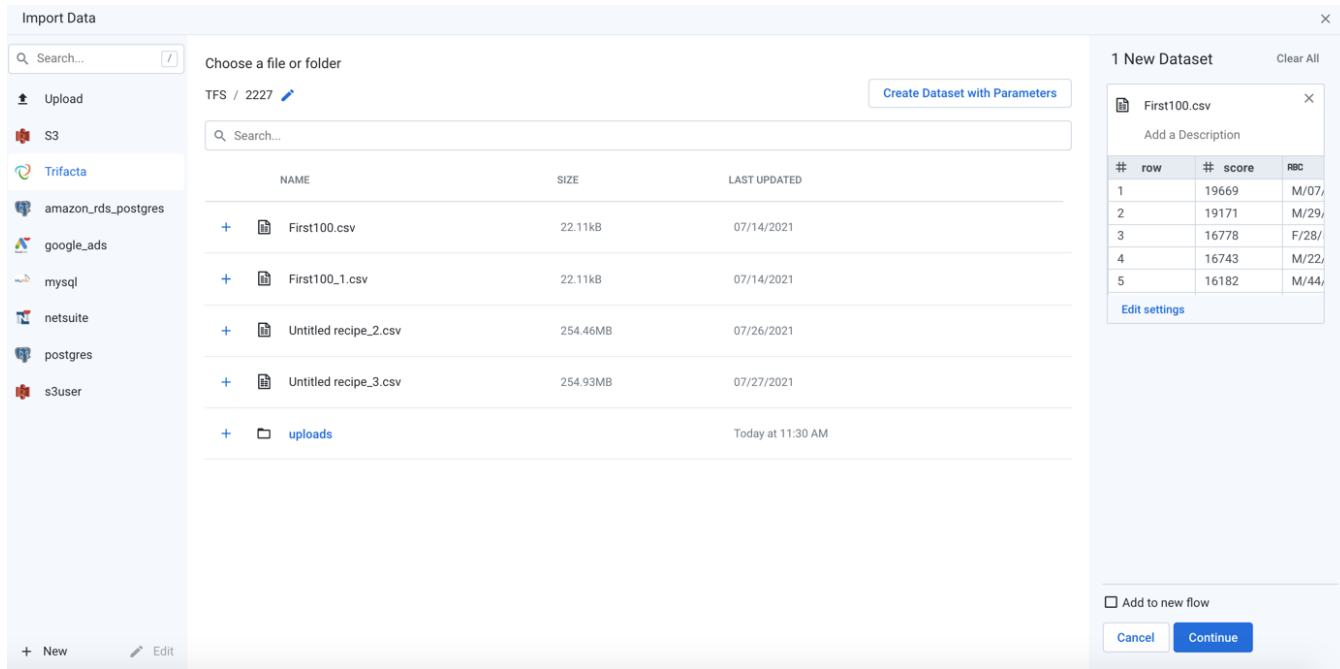 Import Data
Search... /
Upload
S3
Trifacta
amazon_rds_postgres
google_ads
mysql
netsuite
postgres
s3user
+ New Edit
Choose a file or folder
TFS / 2227
Create Dataset with Parameters
Search...
NAME SIZE LAST UPDATED
+ First100.csv 22.11kB 07/14/2021
+ First100_1.csv 22.11kB 07/14/2021
+ Untitled recipe_2.csv 254.46MB 07/26/2021
+ Untitled recipe_3.csv 254.93MB 07/27/2021
+ uploads Today at 11:30 AM
1 New Dataset Clear All
First100.csv
Add a Description
# row # score RBC
1 19669 M/07/
2 19171 M/29/
3 16778 F/28/
4 16743 M/22/
5 16182 M/44/
Edit settings
Add to new flow
Cancel Continue